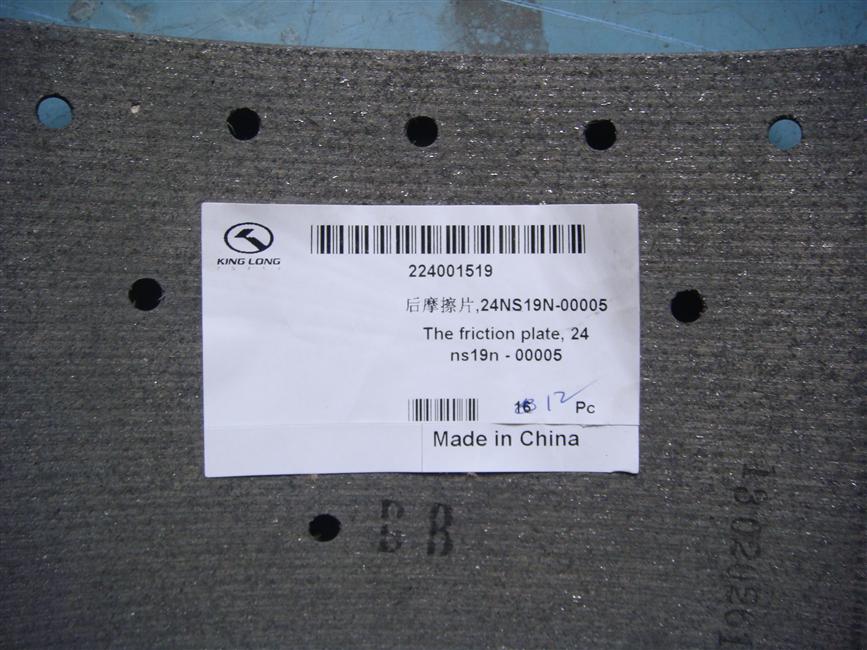 KING LONG
224001519
后摩擦片,24NS19N-00005
The friction plate, 24
ns19n - 00005
16 12 Pc
Made in China
B R